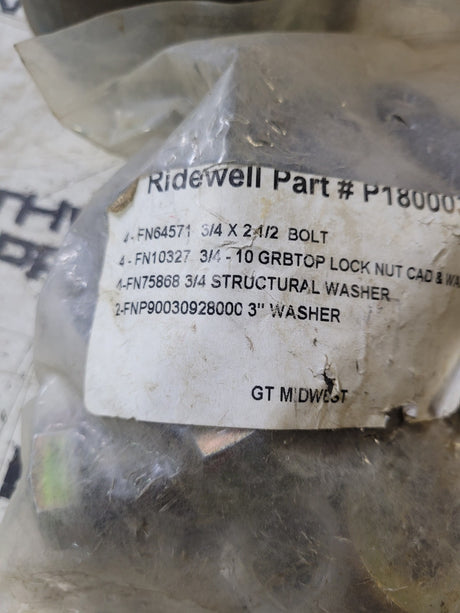 Ridewell Part # P18000
4-FN64571 3/4 X 2 1/2 BOLT
4-FN10327 3/4-10 GRBTOP LOCK NUT CAD & WA
4-FN75868 3/4 STRUCTURAL WASHER
2-FNP90030928000 3" WASHER
GT MIDWEST